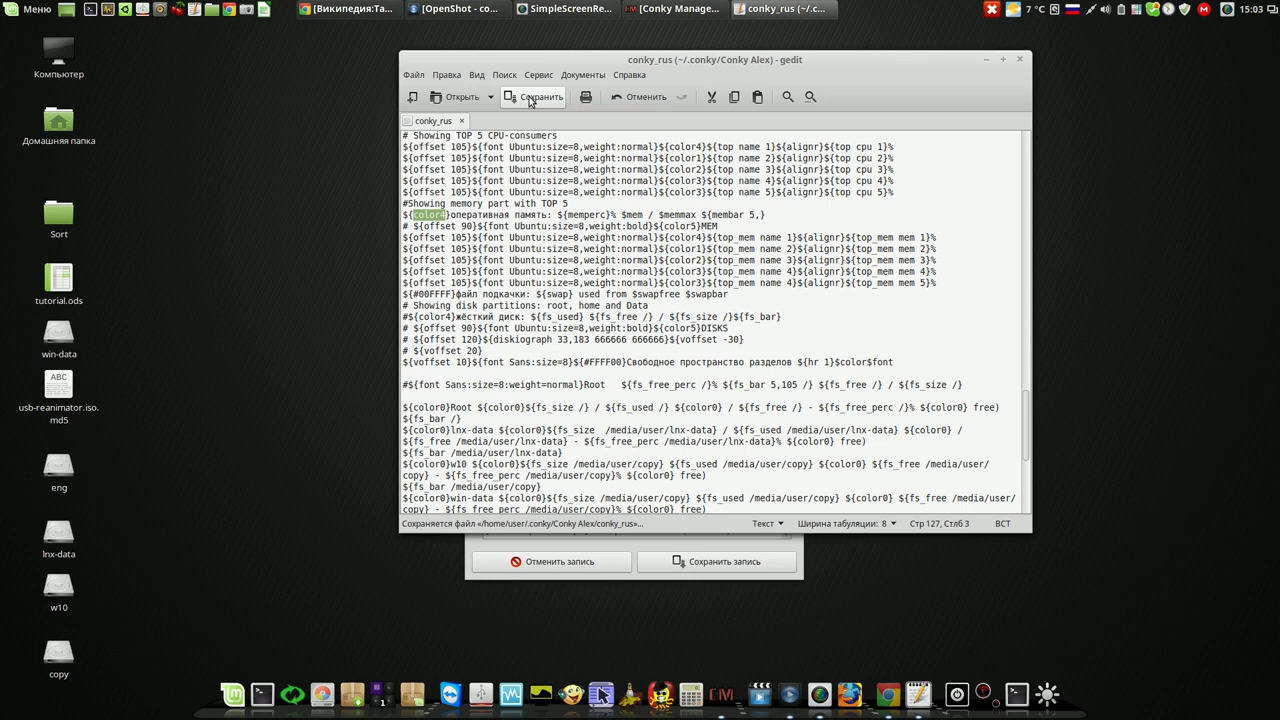 Меню
[Википедия:Та...
[OpenShot - co...
SimpleScreenRe...
[Conky Manage...
conky_rus (~/.c...
7 °C
15:03
Компьютер
Домашняя папка
Sort
tutorial.ods
win-data
ABC
usb-reanimator.iso.
md5
eng
lnx-data
w10
copy
conky_rus (~/.conky/Conky Alex) - gedit
Файл Правка Вид Поиск Сервис Документы Справка
Открыть Сохранить Отменить
conky_rus
# Showing TOP 5 CPU-consumers
${offset 105}${font Ubuntu:size=8,weight:normal}${color4}${top name 1}${alignr}${top cpu 1}%
${offset 105}${font Ubuntu:size=8,weight:normal}${color1}${top name 2}${alignr}${top cpu 2}%
${offset 105}${font Ubuntu:size=8,weight:normal}${color2}${top name 3}${alignr}${top cpu 3}%
${offset 105}${font Ubuntu:size=8,weight:normal}${color3}${top name 4}${alignr}${top cpu 4}%
${offset 105}${font Ubuntu:size=8,weight:normal}${color3}${top name 5}${alignr}${top cpu 5}%
#Showing memory part with TOP 5
${color4}оперативная память: ${memperc}% $mem / $memmax ${membar 5,}
# ${offset 90}${font Ubuntu:size=8,weight:bold}${color5}MEM
${offset 105}${font Ubuntu:size=8,weight:normal}${color4}${top_mem name 1}${alignr}${top_mem mem 1}%
${offset 105}${font Ubuntu:size=8,weight:normal}${color1}${top_mem name 2}${alignr}${top_mem mem 2}%
${offset 105}${font Ubuntu:size=8,weight:normal}${color2}${top_mem name 3}${alignr}${top_mem mem 3}%
${offset 105}${font Ubuntu:size=8,weight:normal}${color3}${top_mem name 4}${alignr}${top_mem mem 4}%
${offset 105}${font Ubuntu:size=8,weight:normal}${color3}${top_mem name 4}${alignr}${top_mem mem 5}%
${#00FFFF}файл подкачки: ${swap} used from $swapfree $swapbar
# Showing disk partitions: root, home and Data
#${color4}жёсткий диск: ${fs_used} ${fs_free /} / ${fs_size /}${fs_bar}
# ${offset 90}${font Ubuntu:size=8,weight:bold}${color5}DISKS
# ${offset 120}${diskiograph 33,183 666666 666666}${voffset -30}
# ${voffset 20}
${voffset 10}${font Sans:size=8}${#FFFF00}Свободное пространство разделов ${hr 1}$color$font
#${font Sans:size=8:weight=normal}Root ${fs_free_perc /}% ${fs_bar 5,105 /} ${fs_free /} / ${fs_size /}
${color0}Root ${color0}${fs_size /} / ${fs_used /} ${color0} / ${fs_free /} - ${fs_free_perc /}% ${color0} free)
${fs_bar /}
${color0}lnx-data ${color0}${fs_size /media/user/lnx-data} / ${fs_used /media/user/lnx-data} ${color0} /
${fs_free /media/user/lnx-data} - ${fs_free_perc /media/user/lnx-data}% ${color0} free)
${fs_bar /media/user/lnx-data}
${color0}w10 ${color0}${fs_size /media/user/copy} ${fs_used /media/user/copy} ${color0} ${fs_free /media/user/
copy} - ${fs_free_perc /media/user/copy}% ${color0} free)
${fs_bar /media/user/copy}
${color0}win-data ${color0}${fs_size /media/user/copy} ${fs_used /media/user/copy} ${color0} ${fs_free /media/user/
copy} - ${fs_free_perc /media/user/copy}% ${color0} free)
Сохраняется файл «/home/user/.conky/Conky Alex/conky_rus»... Текст Ширина табуляции: 8 Стр 127, Стлб 3 ВСТ
Отменить запись Сохранить запись